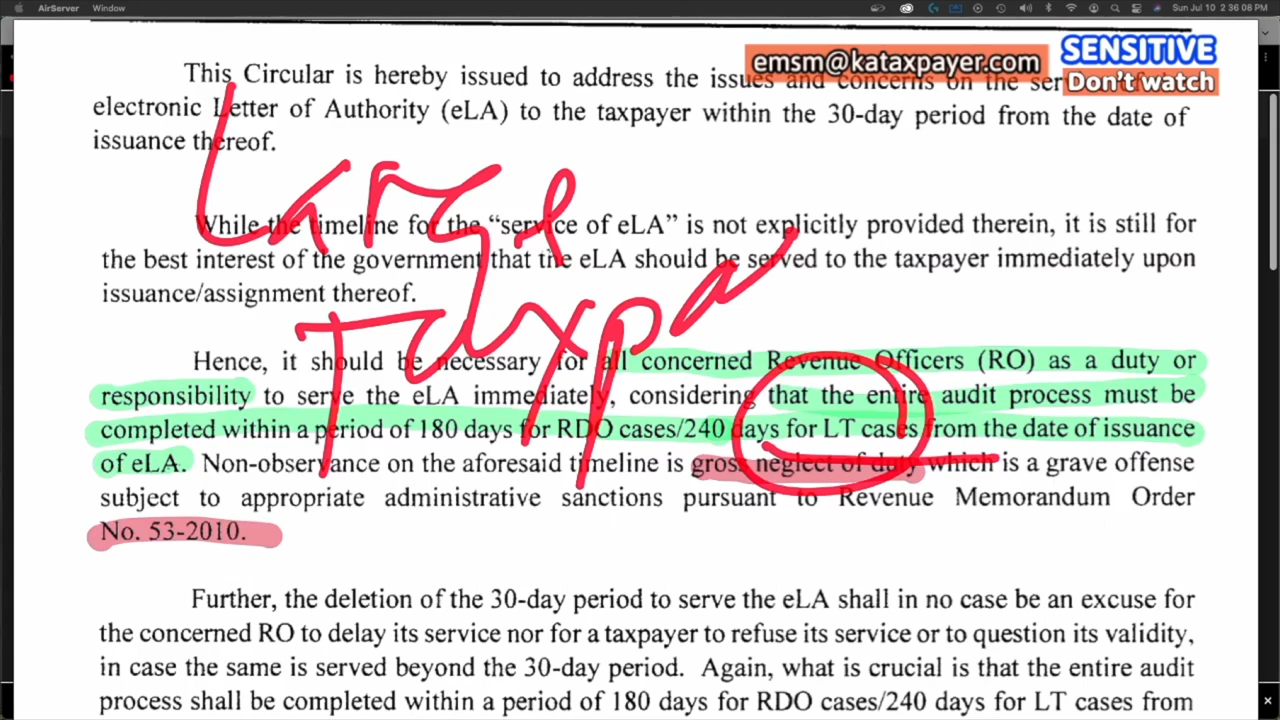 AirServer Window Sun Jul 10 2:36:08 PM
emsm@kataxpayer.com SENSITIVE
Don't watch
This Circular is hereby issued to address the issues and concerns on the
electronic Letter of Authority (eLA) to the taxpayer within the 30-day period from the date of
issuance thereof.
Large
While the timeline for the “service of eLA” is not explicitly provided therein, it is still for
the best interest of the government that the eLA should be served to the taxpayer immediately upon
issuance/assignment thereof.
Taxpa
Hence, it should be necessary for all concerned Revenue Officers (RO) as a duty or
responsibility to serve the eLA immediately, considering that the entire audit process must be
completed within a period of 180 days for RDO cases/240 days for LT cases from the date of issuance
of eLA. Non-observance on the aforesaid timeline is gross neglect of duty which is a grave offense
subject to appropriate administrative sanctions pursuant to Revenue Memorandum Order
No. 53-2010.
Further, the deletion of the 30-day period to serve the eLA shall in no case be an excuse for
the concerned RO to delay its service nor for a taxpayer to refuse its service or to question its validity,
in case the same is served beyond the 30-day period. Again, what is crucial is that the entire audit
process shall be completed within a period of 180 days for RDO cases/240 days for LT cases from